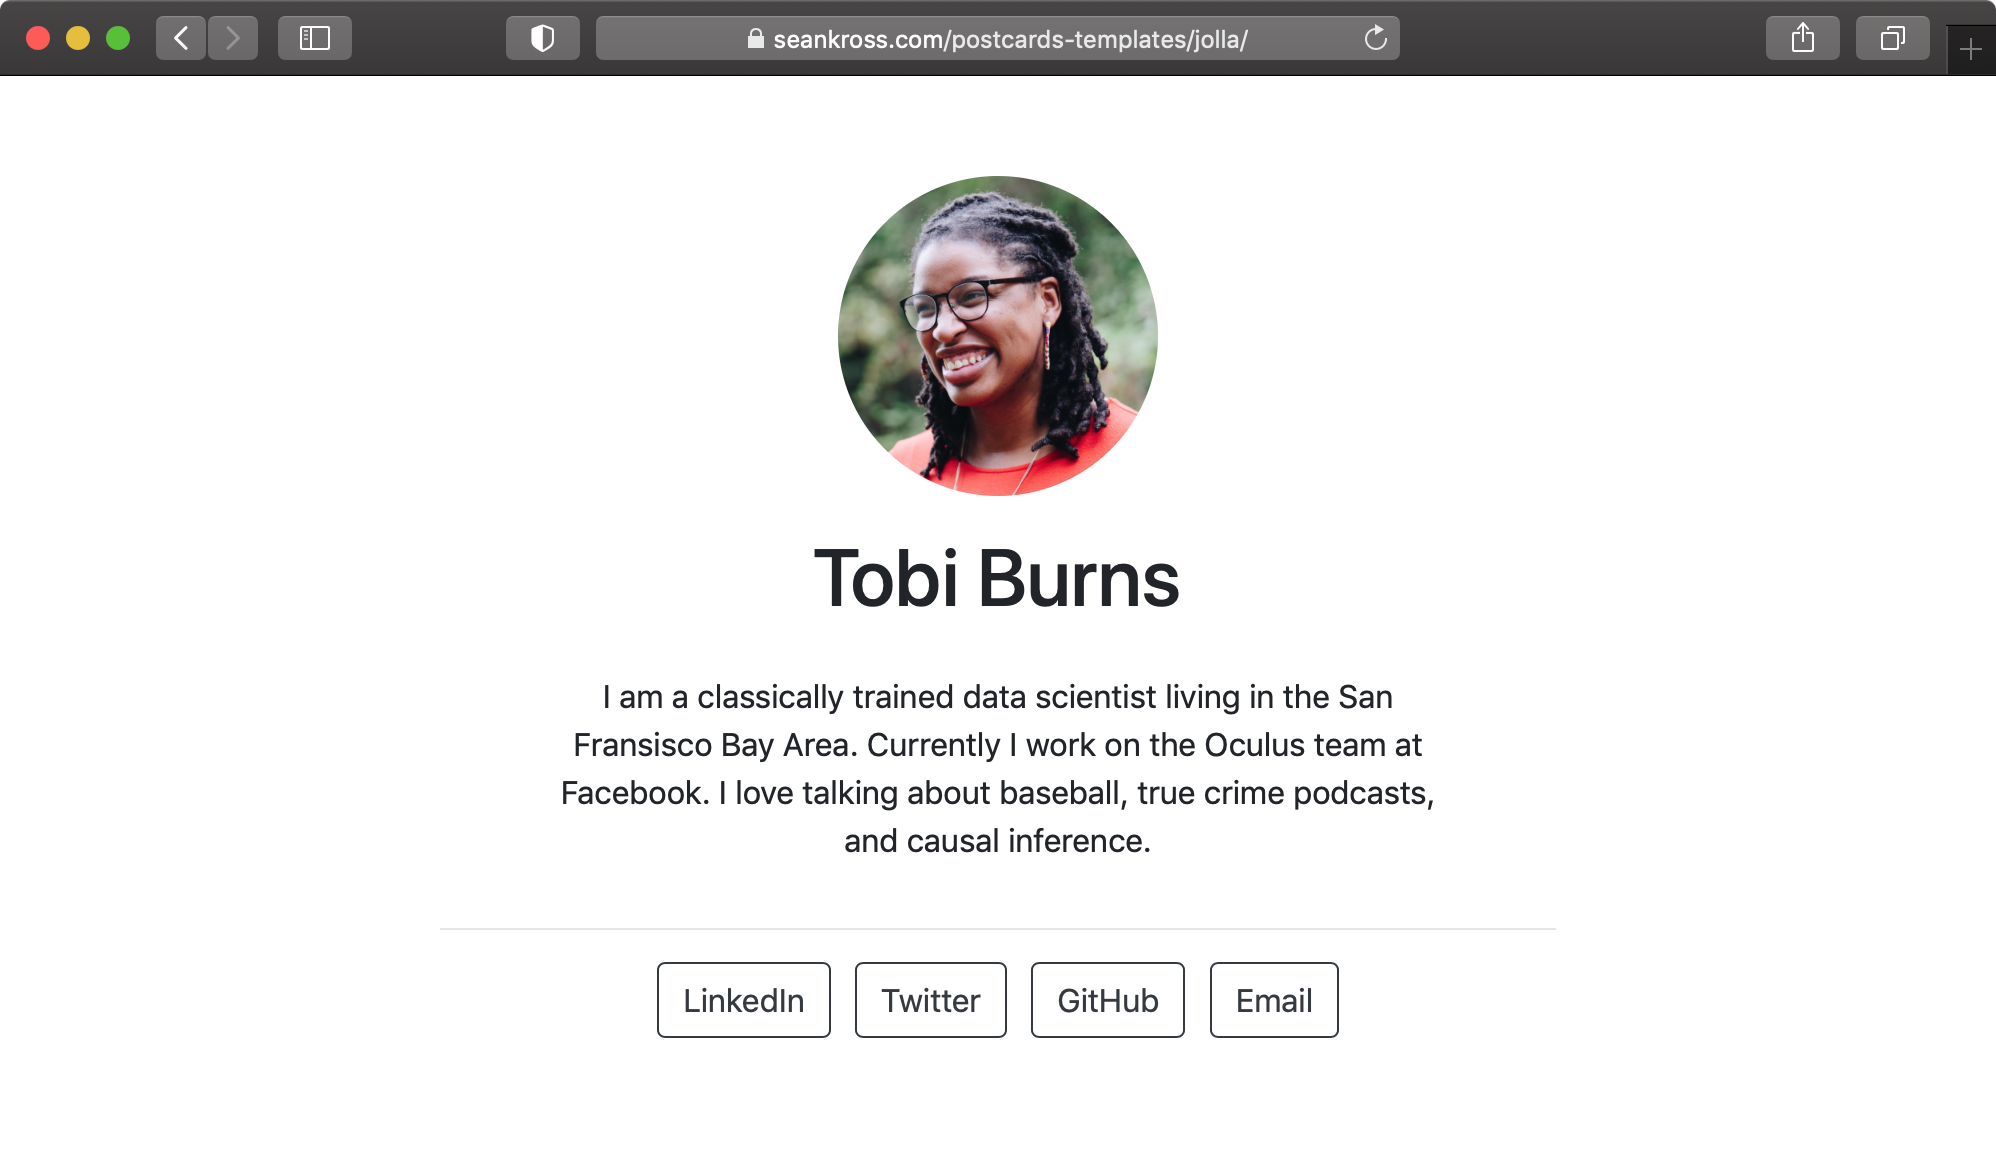 seankross.com/postcards-templates/jolla/
Tobi Burns
I am a classically trained data scientist living in the San
Fransisco Bay Area. Currently I work on the Oculus team at
Facebook. I love talking about baseball, true crime podcasts,
and causal inference.
LinkedIn
Twitter
GitHub
Email